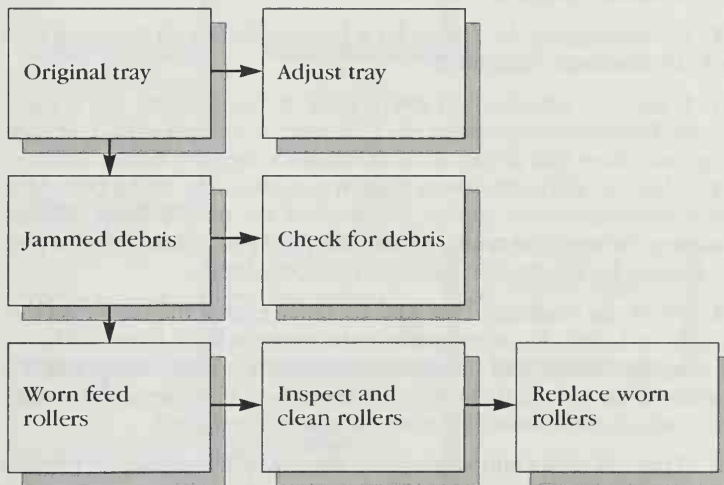 Original tray
Adjust tray
Jammed debris
Check for debris
Worn feed
rollers
Inspect and
clean rollers
Replace worn
rollers